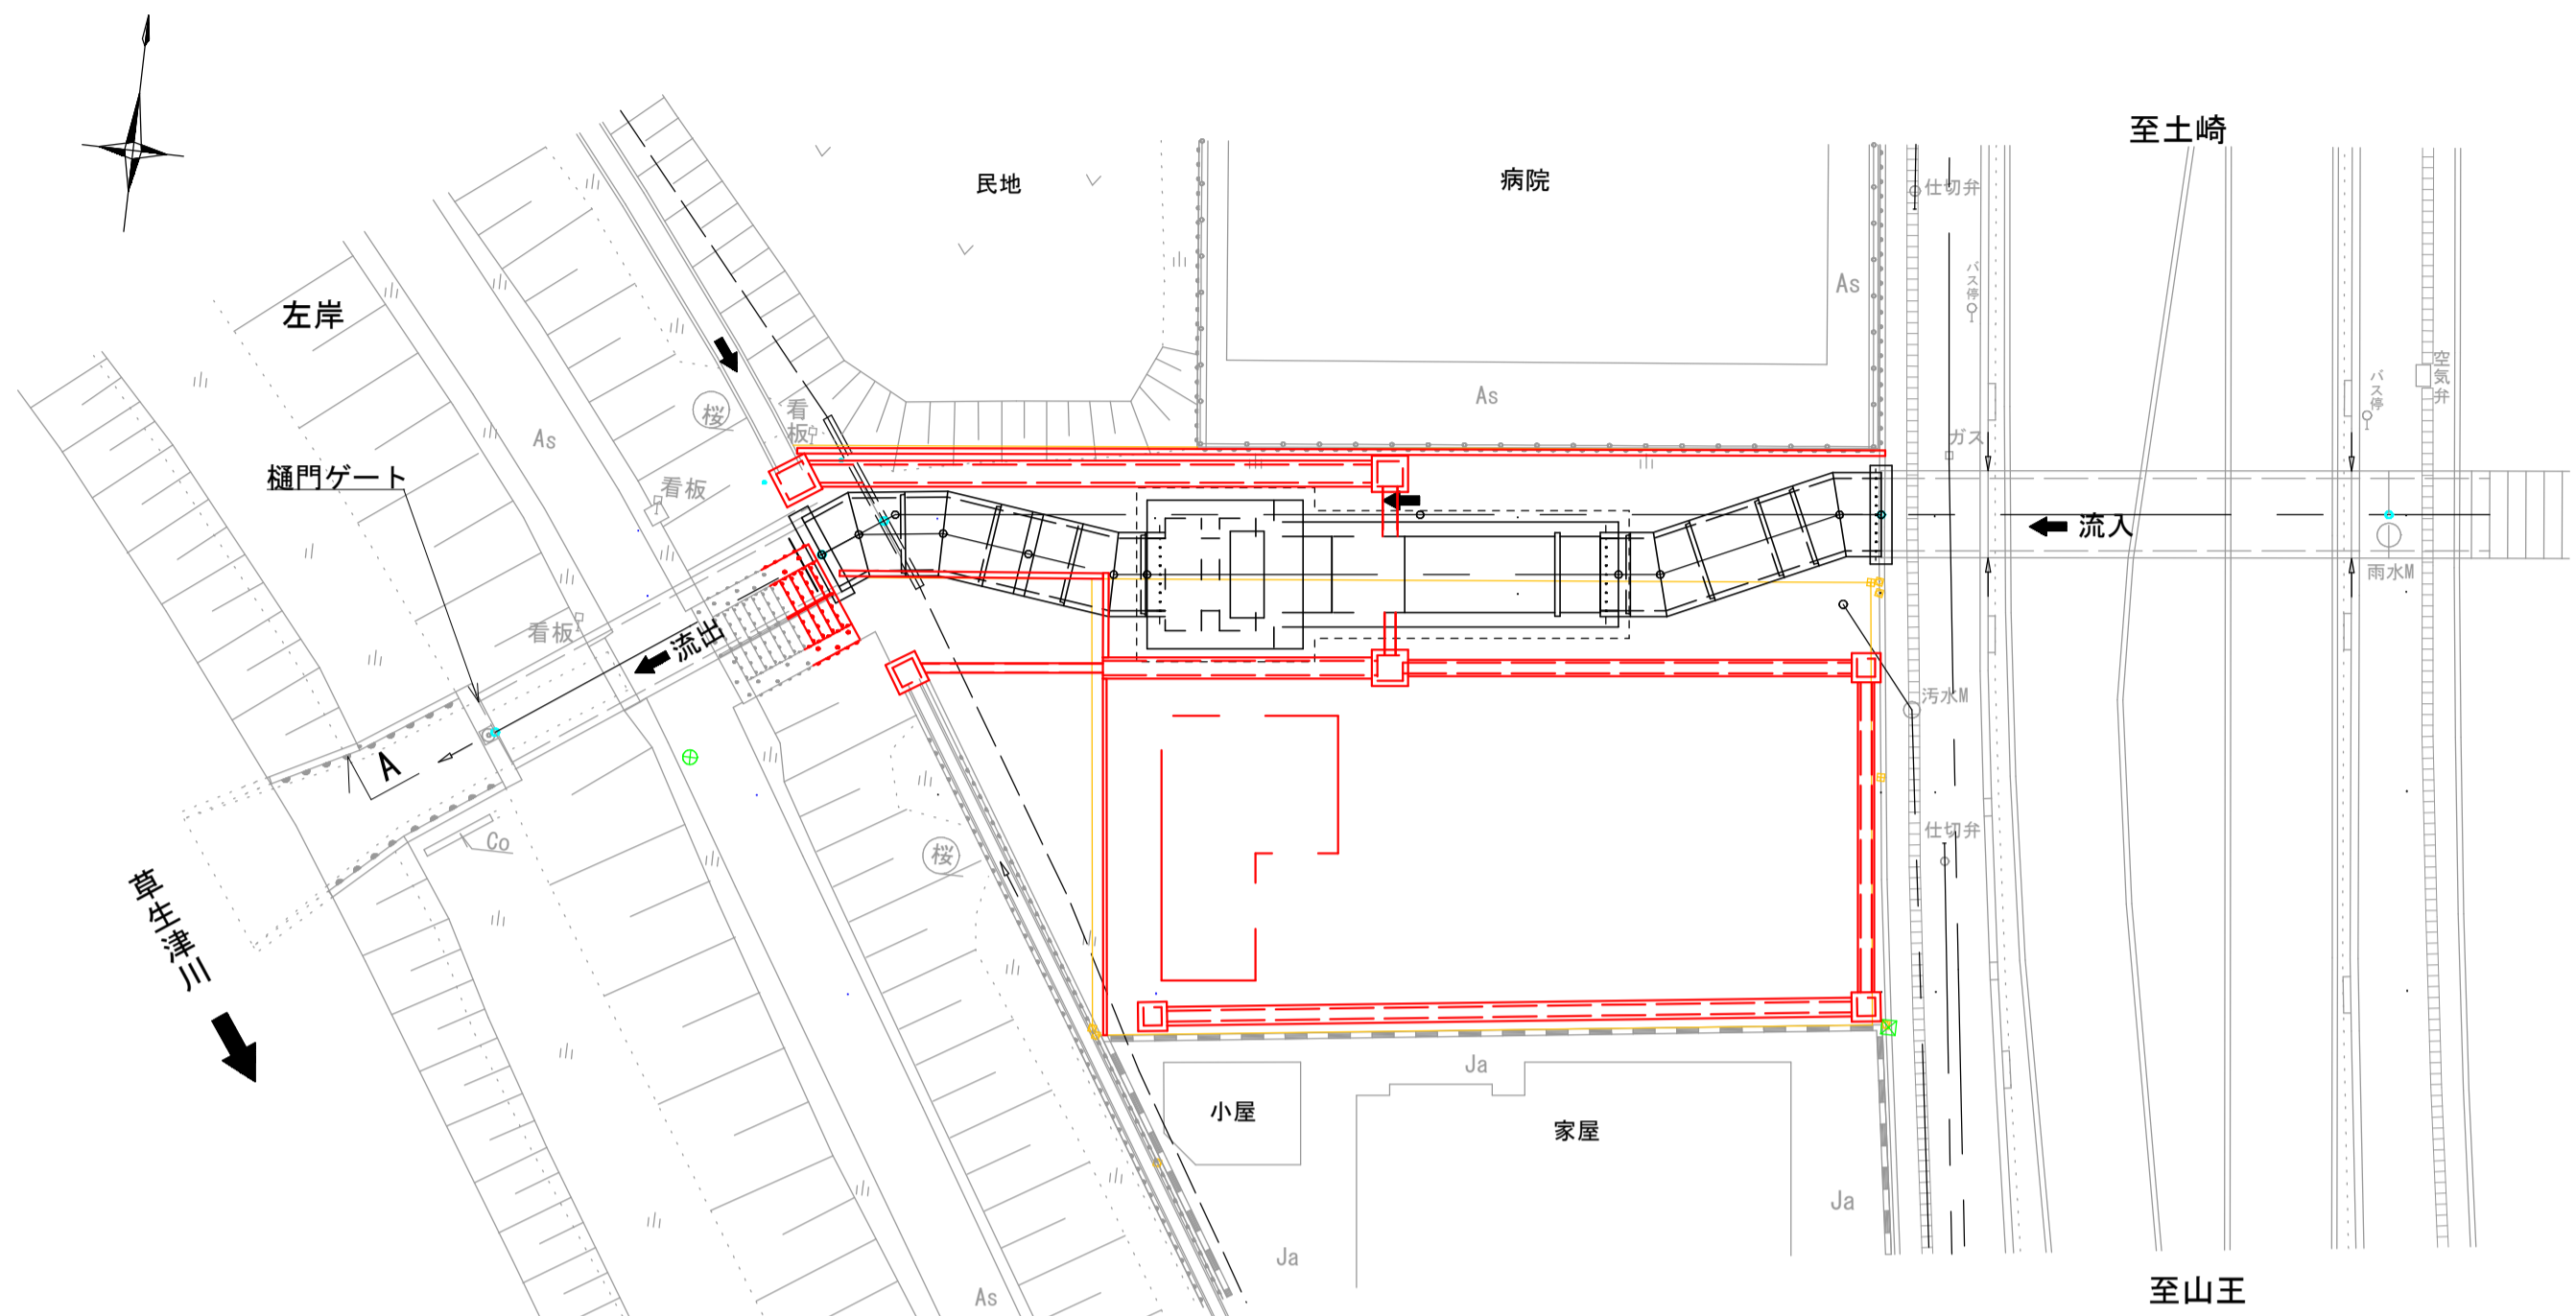 至土崎
民地
病院
仕切弁
バス停
As
左岸
空気弁
バス停
As
桜
看板
As
ガス
樋門ゲート
看板
流入
雨水M
看板
流出
汚水M
A
仕切弁
Co
桜
草生津川
Ja
小屋
家屋
Ja
Ja
As
至山王